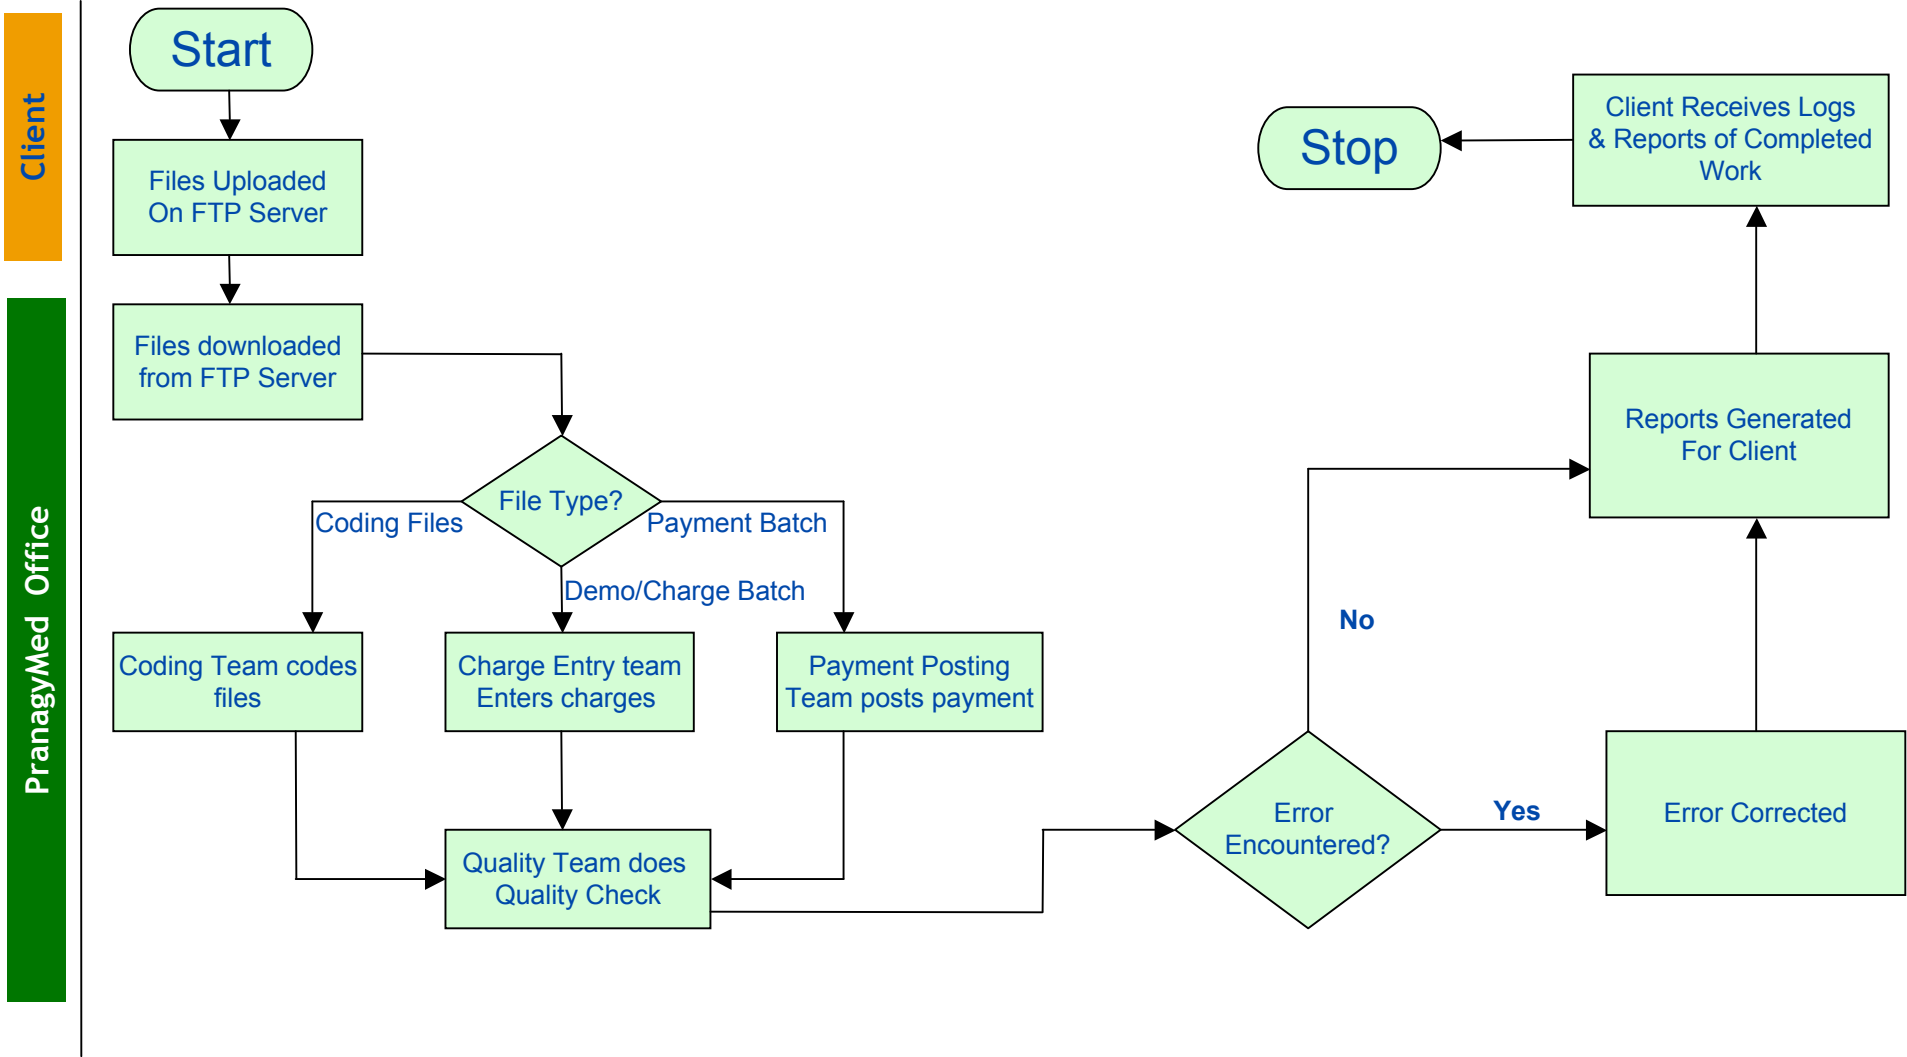 Client
PranagyMed Office
Start
Files Uploaded
On FTP Server
Files downloaded
from FTP Server
File Type?
Coding Files
Payment Batch
Demo/Charge Batch
Coding Team codes
files
Charge Entry team
Enters charges
Payment Posting
Team posts payment
Quality Team does
Quality Check
Error
Encountered?
No
Yes
Error Corrected
Reports Generated
For Client
Client Receives Logs
& Reports of Completed
Work
Stop